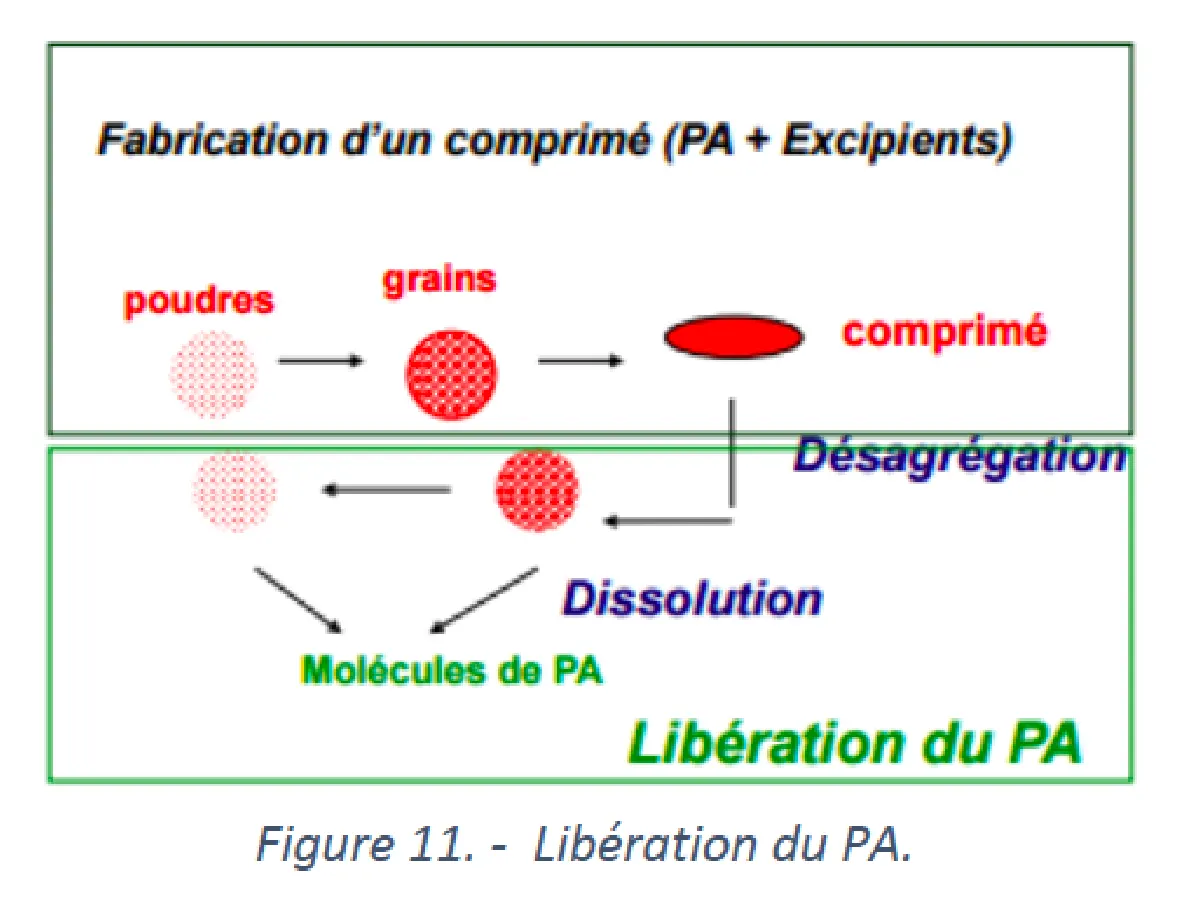 Fabrication d'un comprimé (PA + Excipients)
poudres
grains
comprimé
Désagrégation
Dissolution
Molécules de PA
Libération du PA
Figure 11. - Libération du PA.